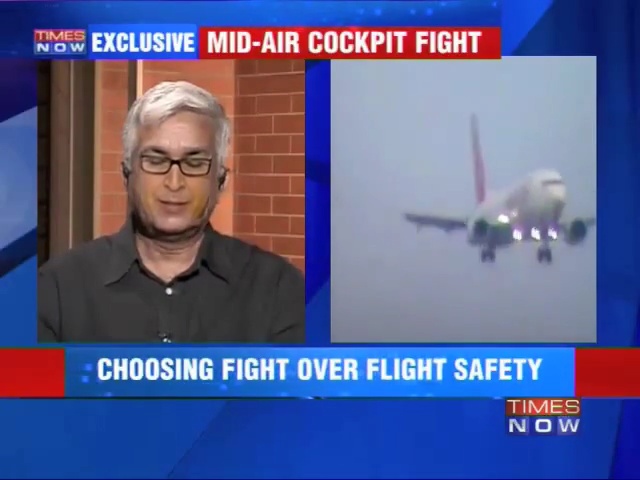 TIMES NOW EXCLUSIVE MID-AIR COCKPIT FIGHT
CHOOSING FIGHT OVER FLIGHT SAFETY
TIMES
NOW